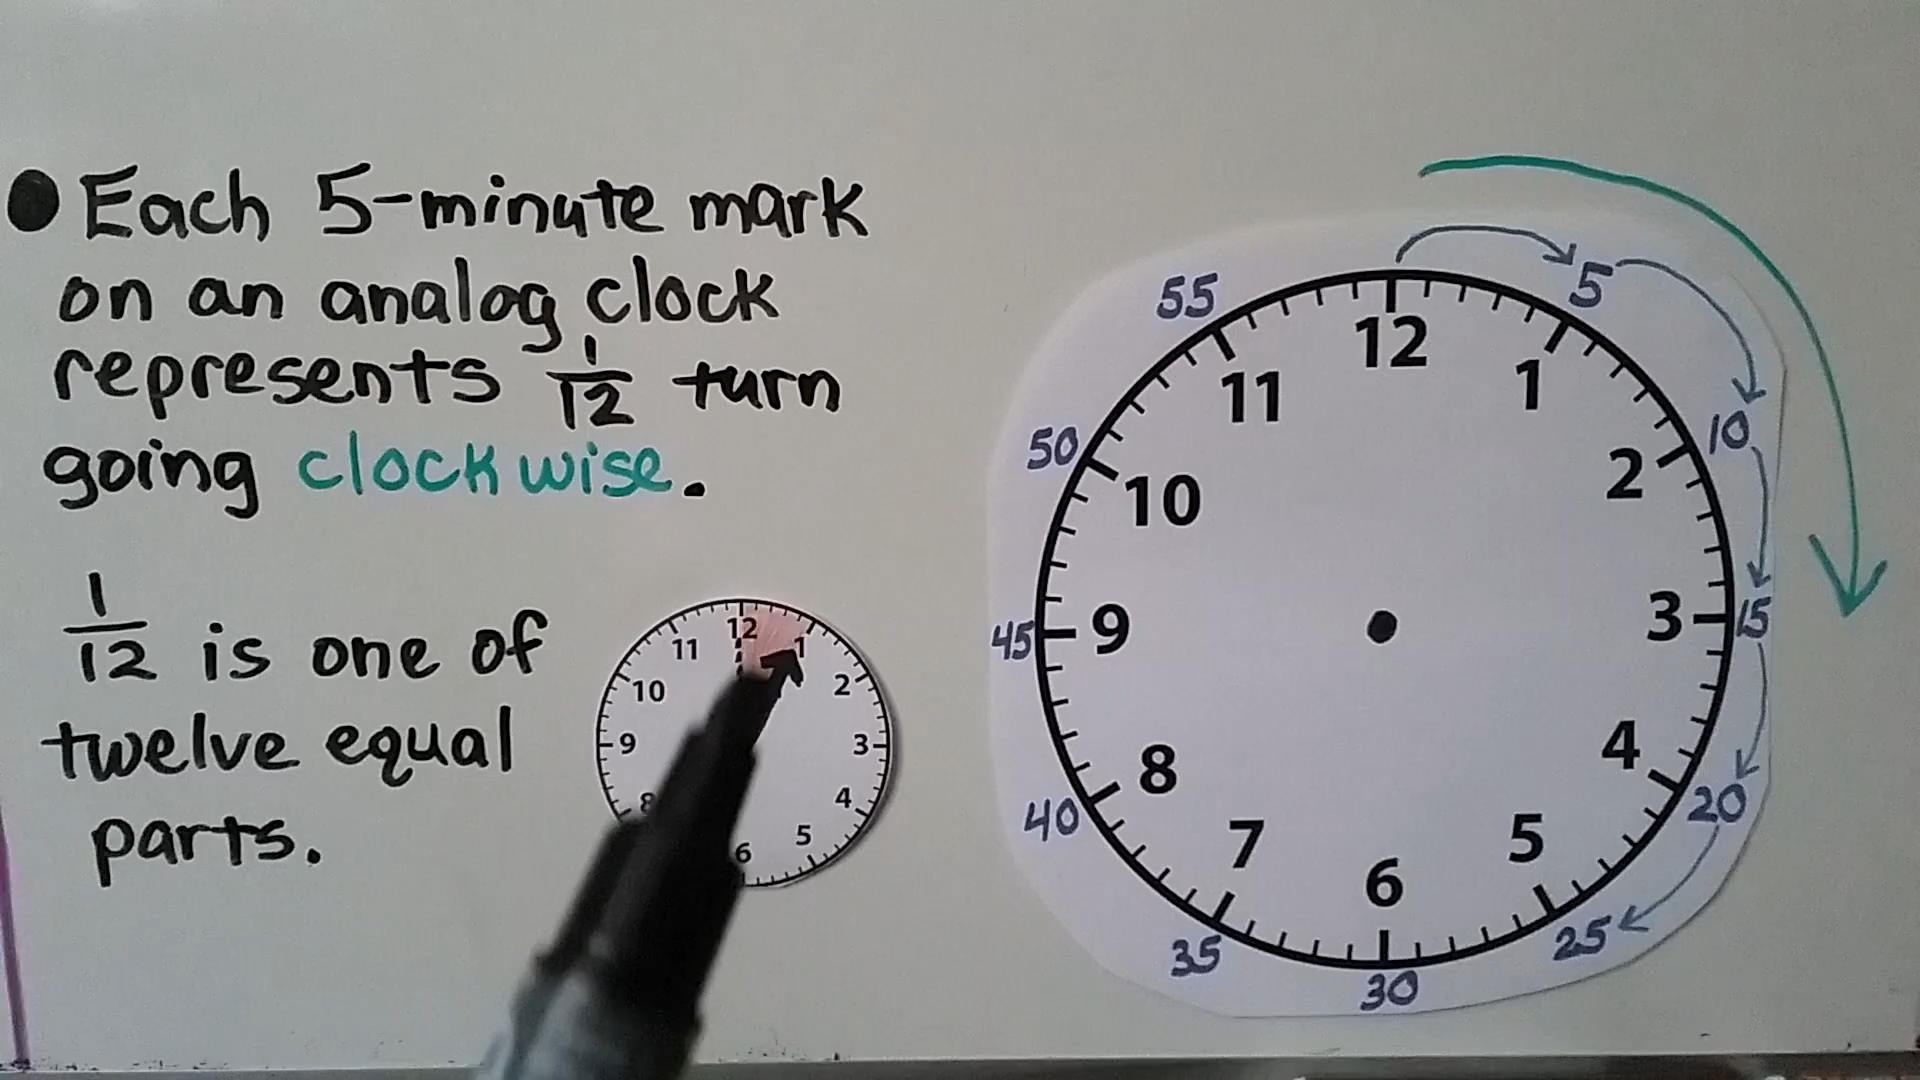 ● Each 5-minute mark
on an analog clock
represents 1/12 turn
going clockwise.
1/12 is one of
twelve equal
parts.
12
11 1
10 2
9 3
8 4
5
6
5
55
12
11 1
10
50
2
10
45 9 3 15
8 4
40 20
7 5
6
35 25
30